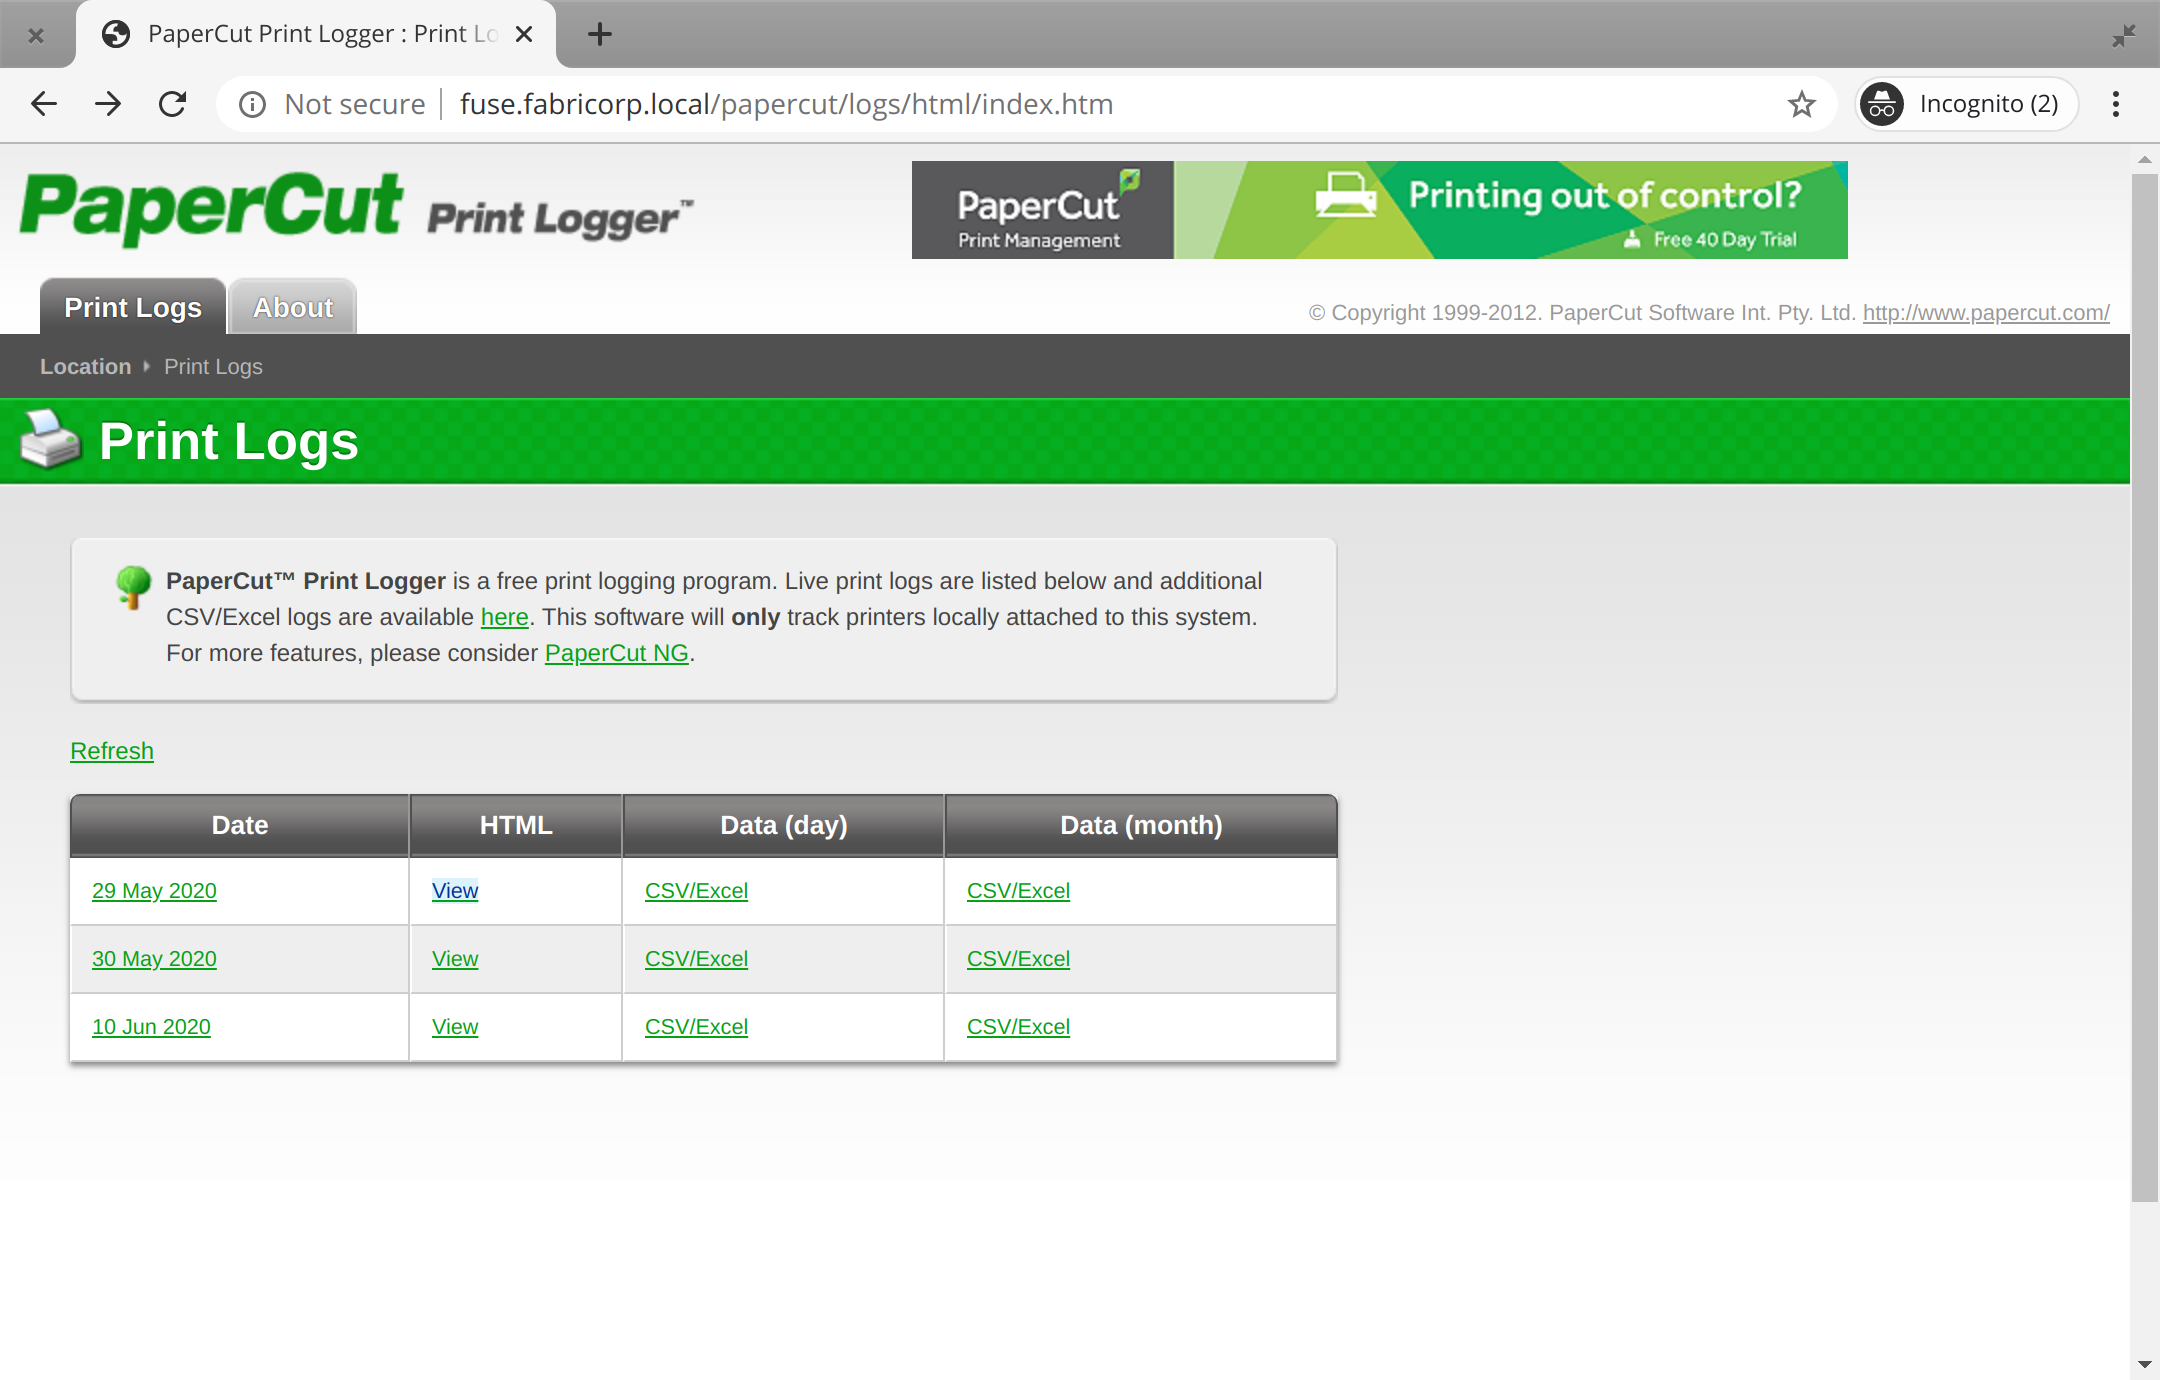 PaperCut Print Logger : Print Lo
Not secure fuse.fabricorp.local/papercut/logs/html/index.htm Incognito (2)
PaperCut Print Logger™
PaperCut
Print Management
Printing out of control?
Free 40 Day Trial
Print Logs About
© Copyright 1999-2012. PaperCut Software Int. Pty. Ltd. http://www.papercut.com/
Location Print Logs
Print Logs
PaperCut™ Print Logger is a free print logging program. Live print logs are listed below and additional
CSV/Excel logs are available here. This software will only track printers locally attached to this system.
For more features, please consider PaperCut NG.
Refresh
Date HTML Data (day) Data (month)
29 May 2020 View CSV/Excel CSV/Excel
30 May 2020 View CSV/Excel CSV/Excel
10 Jun 2020 View CSV/Excel CSV/Excel